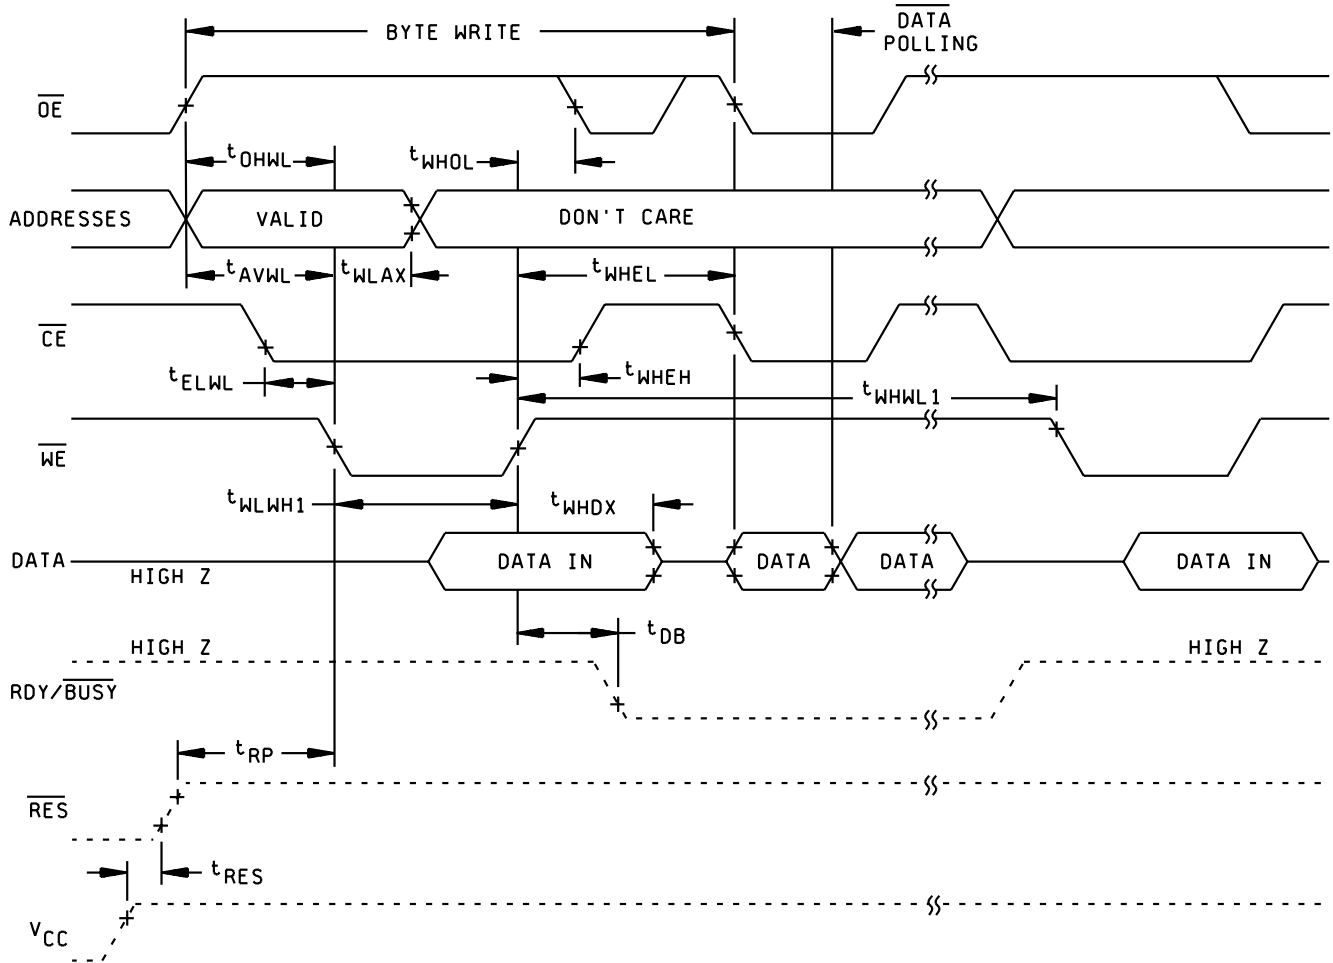 BYTE WRITE
DATA
POLLING
OE
tOHWL
tWHOL
ADDRESSES
VALID
DON'T CARE
tAVWL
tWLAX
tWHEL
CE
tELWL
tWHEH
tWHWL1
WE
tWLWH1
tWHDX
DATA
HIGH Z
DATA IN
DATA
DATA
DATA IN
tDB
HIGH Z
HIGH Z
RDY/BUSY
tRP
RES
tRES
VCC